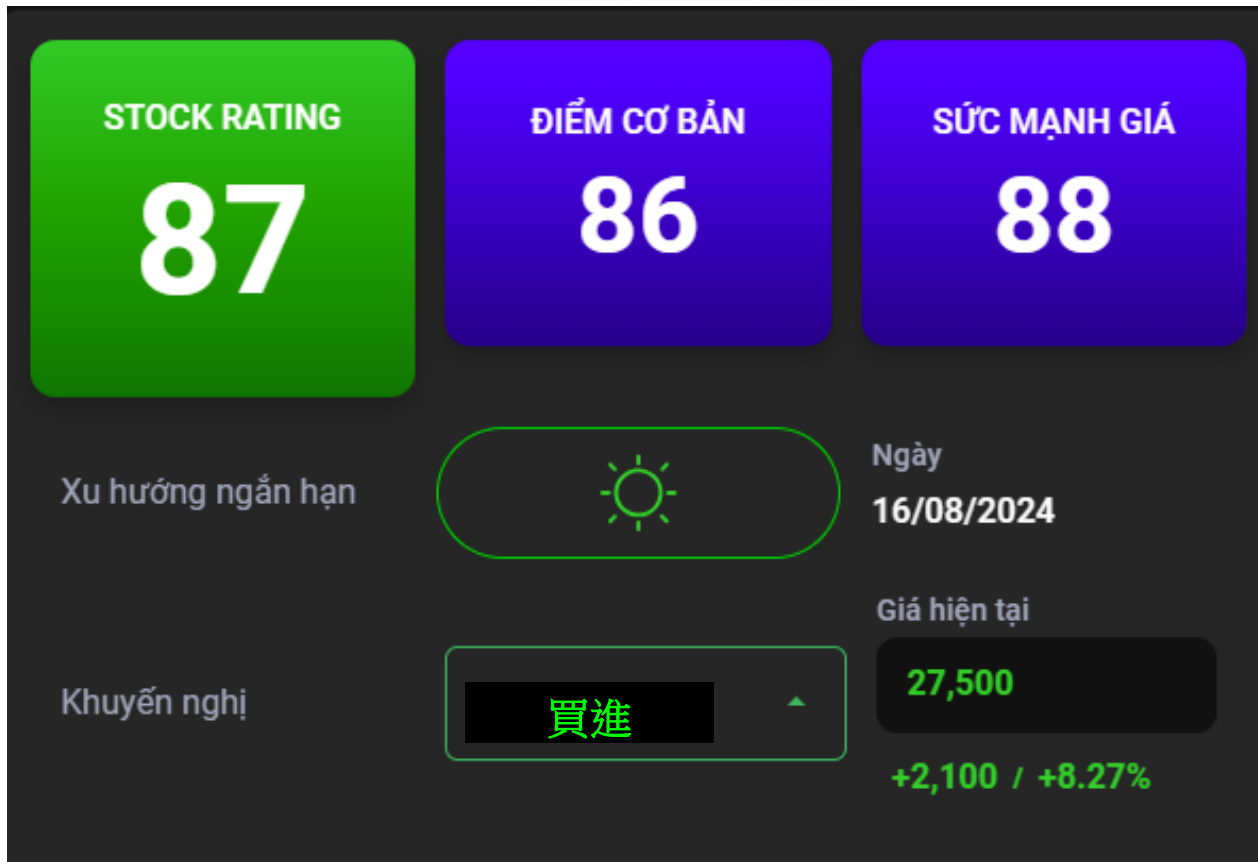 STOCK RATING
87
ĐIỂM CƠ BẢN
86
SỨC MẠNH GIÁ
88
Xu hướng ngắn hạn
Ngày
16/08/2024
Khuyến nghị
買進
Giá hiện tại
27,500
+2,100 / +8.27%